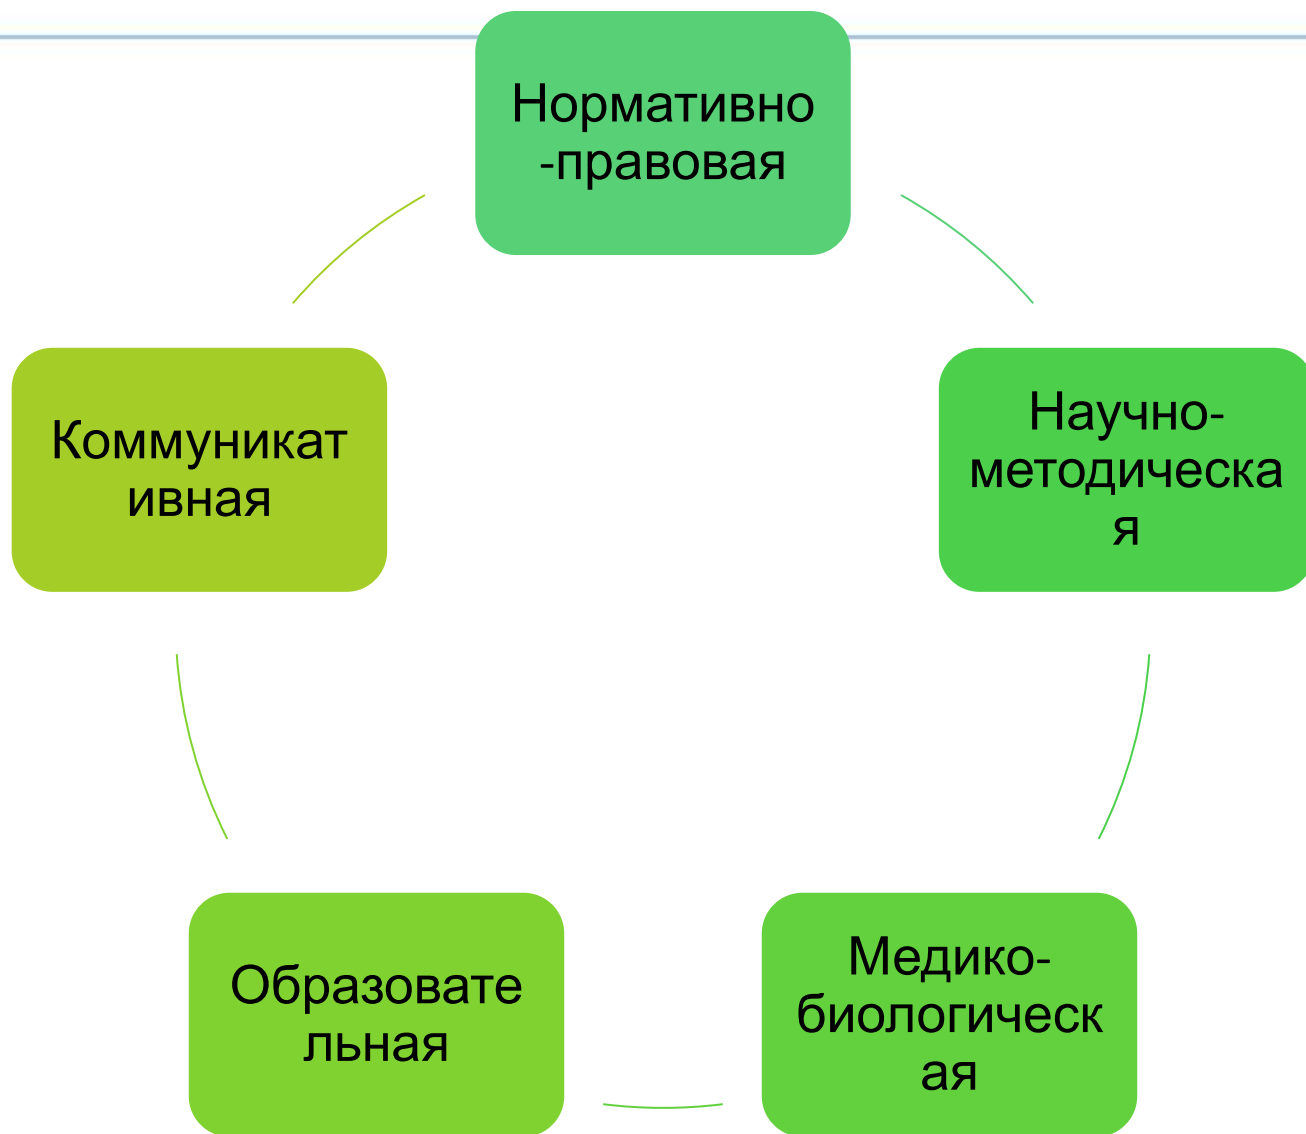 Нормативно
-правовая
Научно-
методическа
я
Медико-
биологическ
ая
Образовате
льная
Коммуникат
ивная